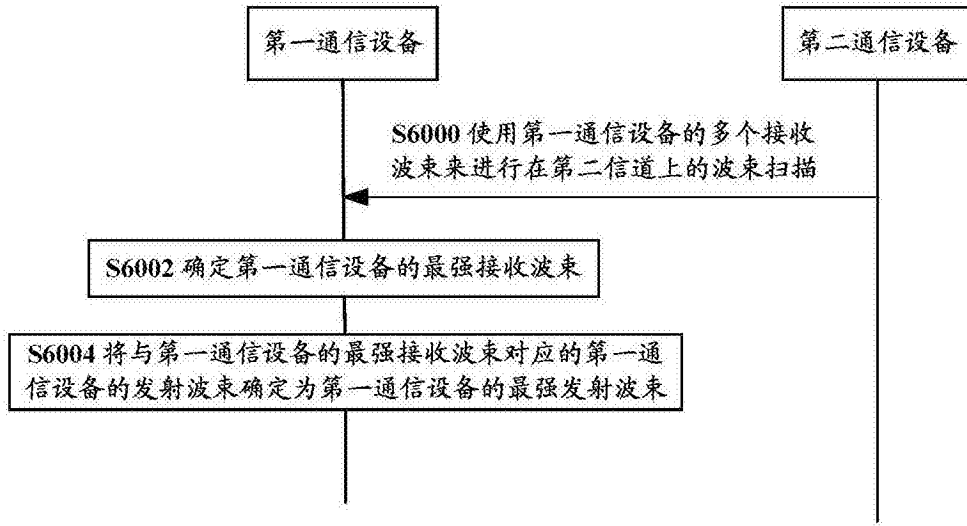 第一通信设备
第二通信设备
S6000 使用第一通信设备的多个接收
波束来进行在第二信道上的波束扫描
S6002 确定第一通信设备的最强接收波束
S6004 将与第一通信设备的最强接收波束对应的第一通
信设备的发射波束确定为第一通信设备的最强发射波束